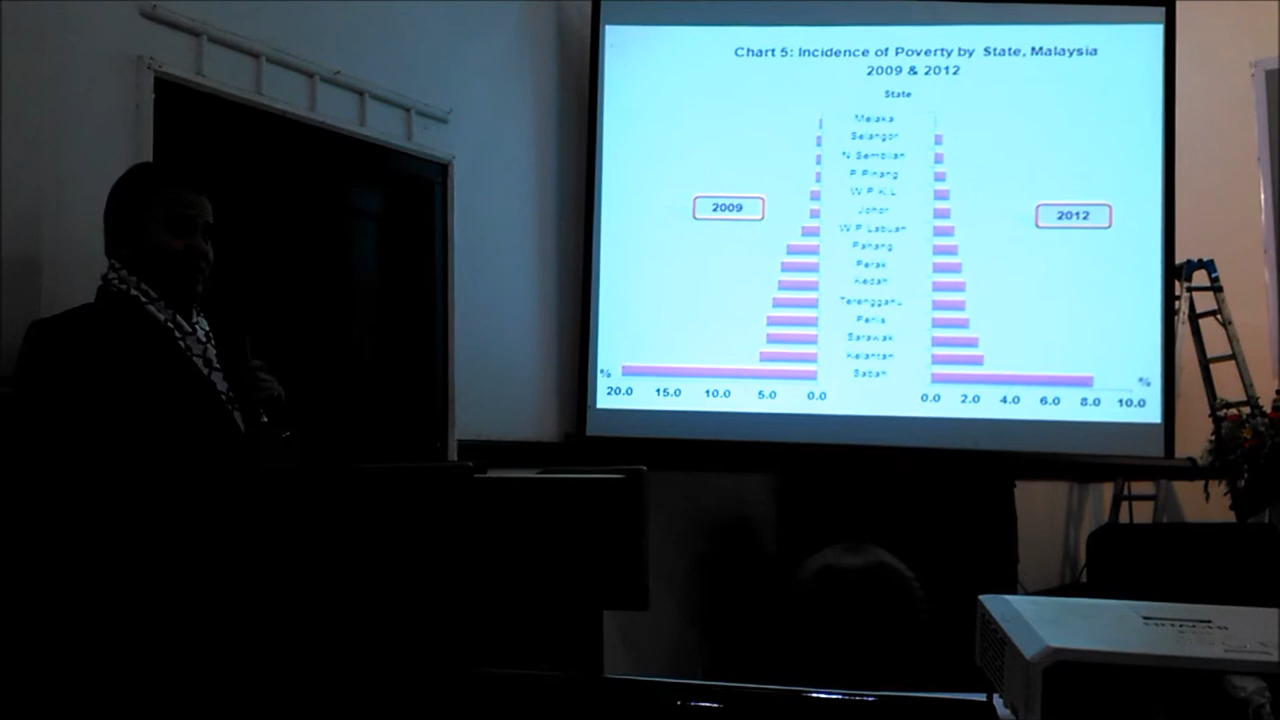 Chart 5: Incidence of Poverty by State, Malaysia
2009 & 2012
State
Melaka
Selangor
N Sembilan
P Pinang
W P K L
Johor
W P Labuan
Pahang
Perak
Kedah
Terengganu
Perlis
Sarawak
Kelantan
Sabah
2009
2012
%
20.0 15.0 10.0 5.0 0.0
0.0 2.0 4.0 6.0 8.0 10.0
%
HITACHI